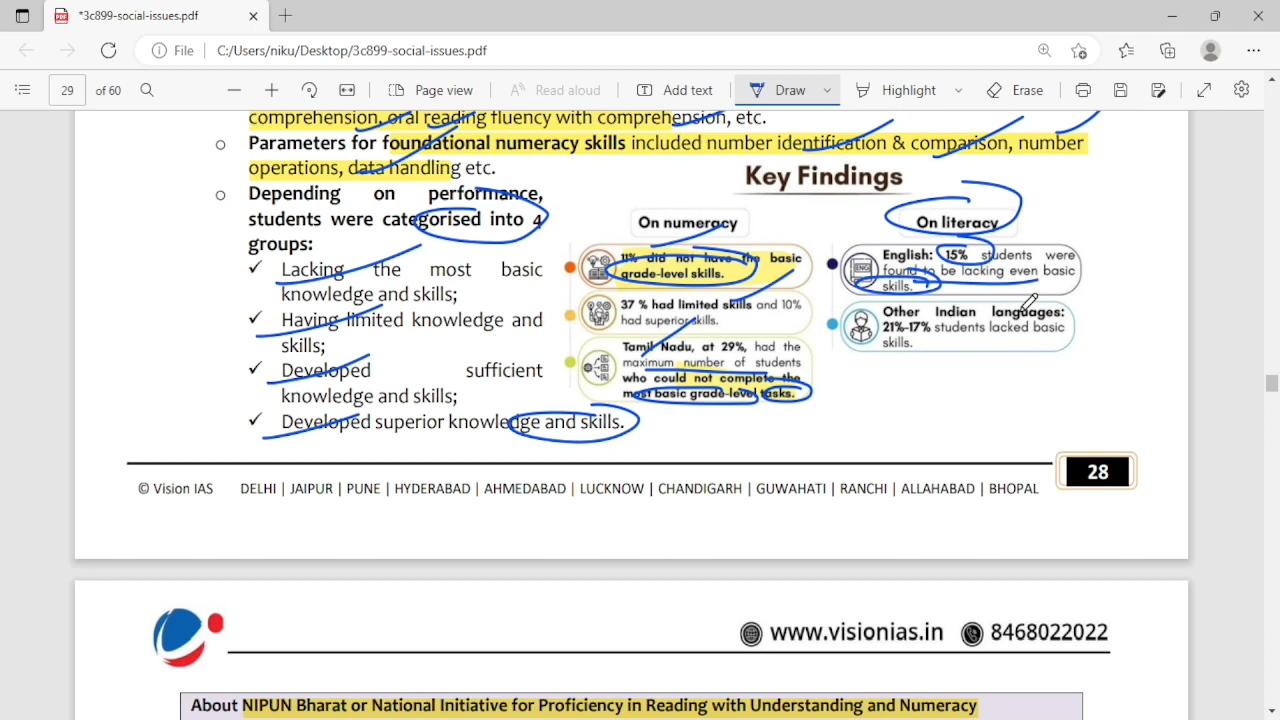 *3c899-social-issues.pdf
File
C:/Users/niku/Desktop/3c899-social-issues.pdf
29 of 60
Page view
Read aloud
Add text
Draw
Highlight
Erase
comprehension, oral reading fluency with comprehension, etc.
Parameters for foundational numeracy skills included number identification & comparison, number
operations, data handling etc.
Depending on performance,
students were categorised into 4
groups:
✓ Lacking the most basic
knowledge and skills;
✓ Having limited knowledge and
skills;
✓ Developed sufficient
knowledge and skills;
✓ Developed superior knowledge and skills.
Key Findings
On numeracy
11% did not have the basic
grade-level skills.
37 % had limited skills and 10%
had superior skills.
Tamil Nadu, at 29%, had the
maximum number of students
who could not complete the
most basic grade-level tasks.
On literacy
ENG
English: 15% students were
found to be lacking even basic
skills.
Other Indian languages:
21%-17% students lacked basic
skills.
28
© Vision IAS DELHI | JAIPUR | PUNE | HYDERABAD | AHMEDABAD | LUCKNOW | CHANDIGARH | GUWAHATI | RANCHI | ALLAHABAD | BHOPAL
www.visionias.in 8468022022
About NIPUN Bharat or National Initiative for Proficiency in Reading with Understanding and Numeracy